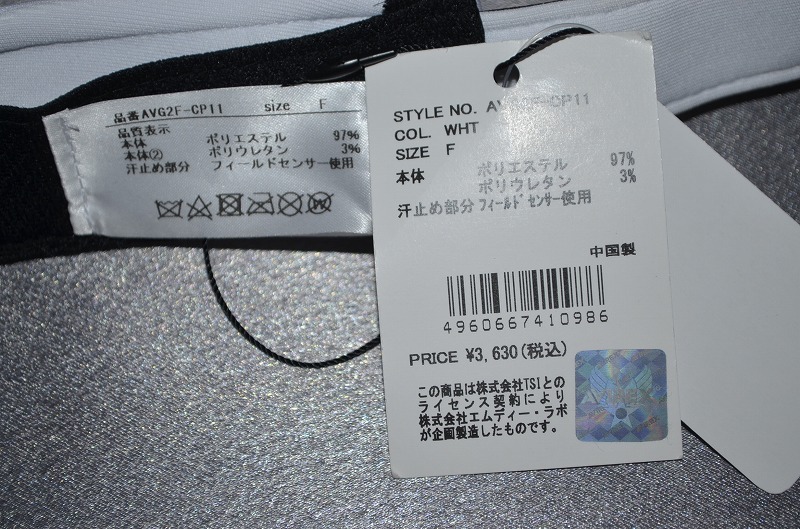 品番AVG2F-CP11 size F
品質表示
本体 ポリエステル 97%
本体② ポリウレタン 3%
汗止め部分 フィールドセンサー使用
STYLE NO. AVG2F-CP11
COL. WHT
SIZE F
本体 ポリエステル 97%
ポリウレタン 3%
汗止め部分 フィールドセンサー使用
中国製
4960667410986
PRICE ¥3,630(税込)
この商品は株式会社TSIとの
ライセンス契約により
株式会社エムディー・ラボ
が企画製造したものです。